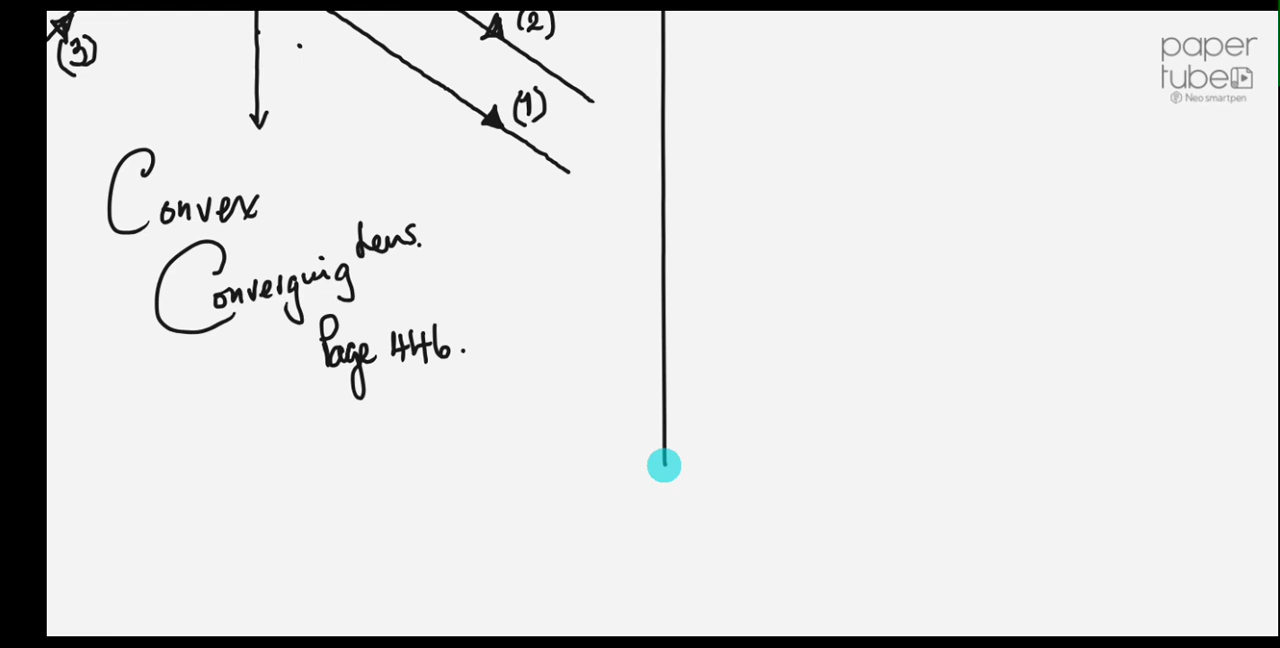 (2)
(3)
(1)
Convex
Converging Lens.
Page 446.
paper
tube
Neo smartpen